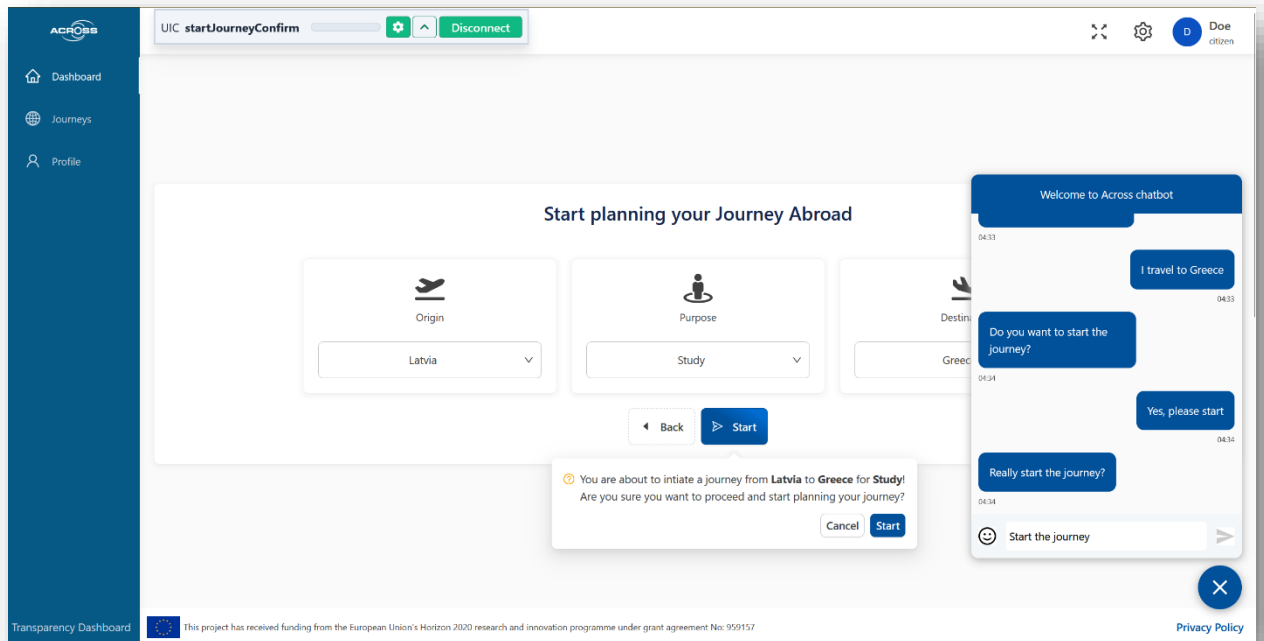 ACROSS
UIC startJourneyConfirm
Disconnect
D
Doe
citizen
Dashboard
Journeys
Profile
Start planning your Journey Abroad
Origin
Latvia
Purpose
Study
Back
Start
You are about to intiate a journey from Latvia to Greece for Study!
Are you sure you want to proceed and start planning your journey?
Cancel
Start
Welcome to Across chatbot
04:33
I travel to Greece
04:33
Do you want to start the
journey?
04:34
Yes, please start
04:34
Really start the journey?
04:34
Start the journey
Transparency Dashboard
This project has received funding from the European Union's Horizon 2020 research and innovation programme under grant agreement No: 959157
Privacy Policy